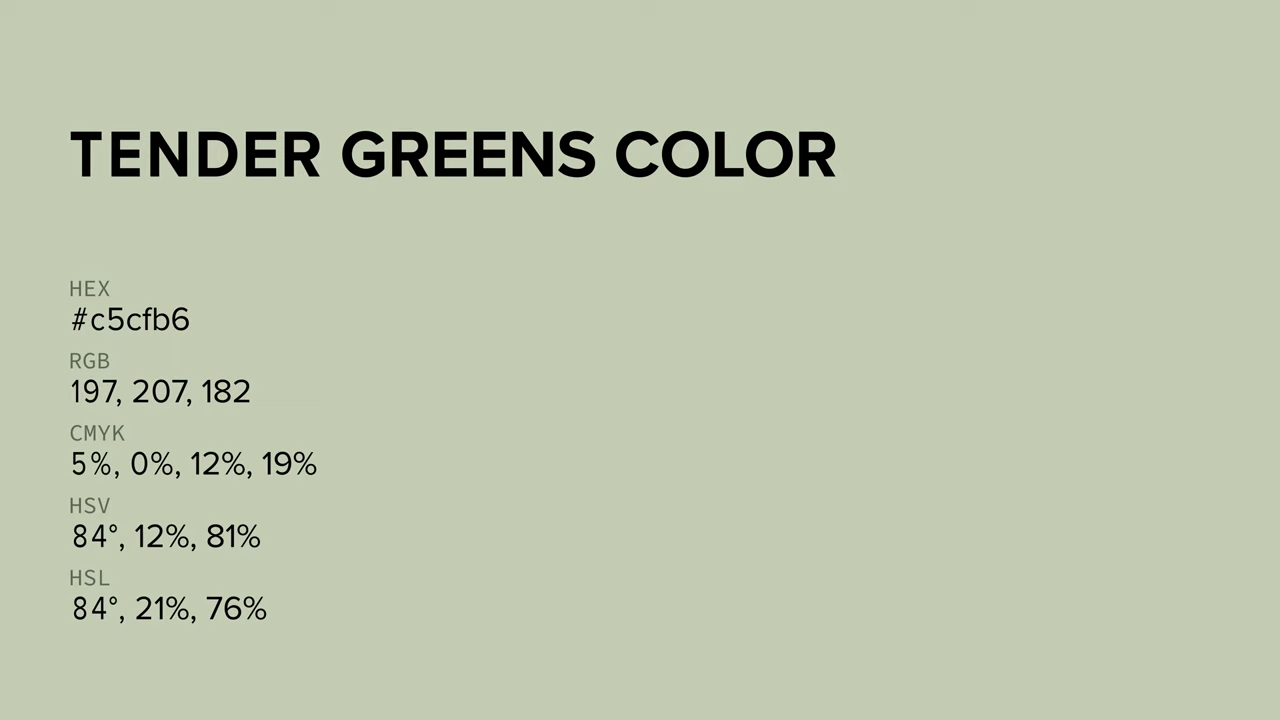 TENDER GREENS COLOR
HEX
#c5cfb6
RGB
197, 207, 182
CMYK
5%, 0%, 12%, 19%
HSV
84°, 12%, 81%
HSL
84°, 21%, 76%